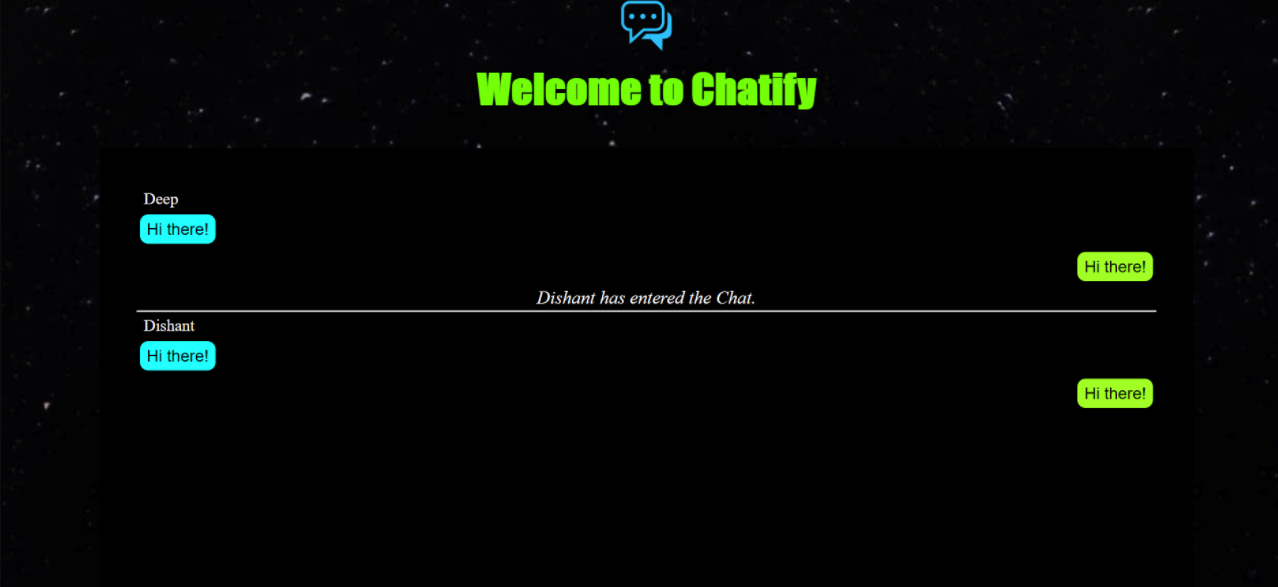 Welcome to Chatify
Deep
Hi there!
Hi there!
Dishant has entered the Chat.
Dishant
Hi there!
Hi there!